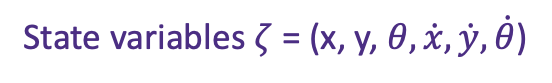 State variables ζ = (x, y, θ, ẋ, ẏ, θ̇)